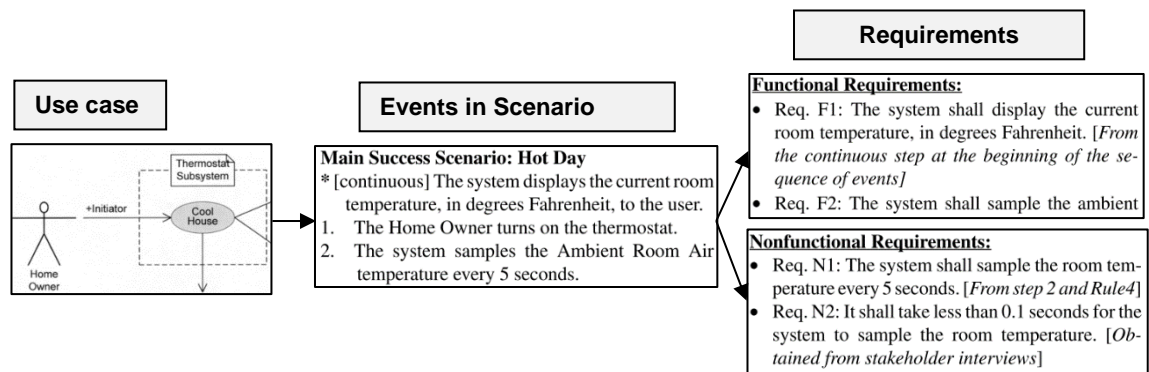 Use case
Thermostat
Subsystem
+Initiator
Cool
House
Home
Owner
Events in Scenario
Main Success Scenario: Hot Day
* [continuous] The system displays the current room
temperature, in degrees Fahrenheit, to the user.
1. The Home Owner turns on the thermostat.
2. The system samples the Ambient Room Air
temperature every 5 seconds.
Requirements
Functional Requirements:
• Req. F1: The system shall display the current
room temperature, in degrees Fahrenheit. [From
the continuous step at the beginning of the se-
quence of events]
• Req. F2: The system shall sample the ambient
Nonfunctional Requirements:
• Req. N1: The system shall sample the room tem-
perature every 5 seconds. [From step 2 and Rule4]
• Req. N2: It shall take less than 0.1 seconds for the
system to sample the room temperature. [Ob-
tained from stakeholder interviews]